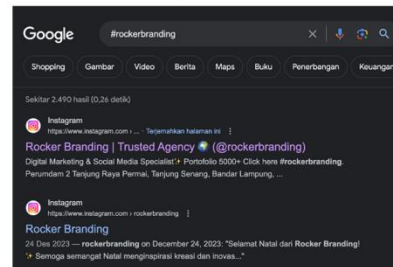 Google
#rockerbranding
Shopping Gambar Video Berita Maps Buku Penerbangan Keuangan
Sekitar 2.490 hasil (0,26 detik)
Instagram
https://www.instagram.com › ... · Terjemahkan halaman ini
Rocker Branding | Trusted Agency 🌍 (@rockerbranding)
Digital Marketing & Social Media Specialist✨ Portofolio 5000+ Click here #rockerbranding.
Perumdam 2 Tanjung Raya Permai, Tanjung Senang, Bandar Lampung, ...
Instagram
https://www.instagram.com › rockerbranding
Rocker Branding
24 Des 2023 — rockerbranding on December 24, 2023: "Selamat Natal dari Rocker Branding!
✨ Semoga semangat Natal menginspirasi kreasi dan inovas..."